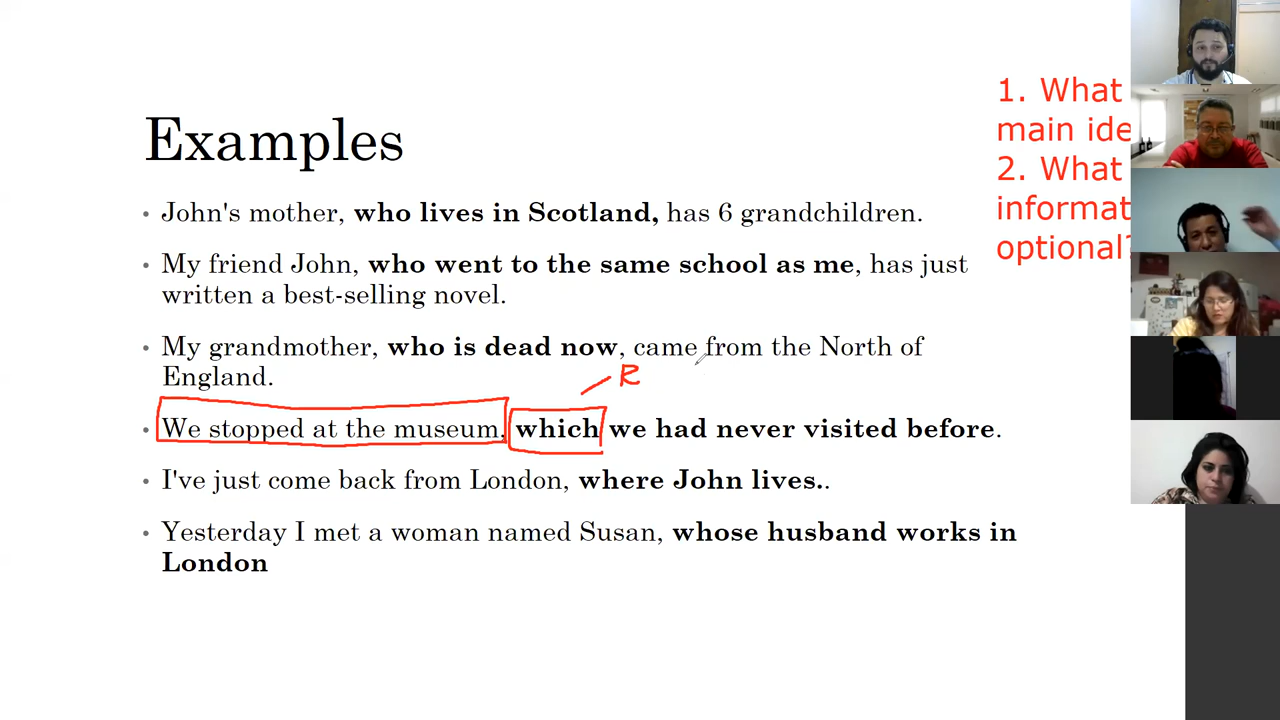 Examples
• John's mother, who lives in Scotland, has 6 grandchildren.
• My friend John, who went to the same school as me, has just
written a best-selling novel.
• My grandmother, who is dead now, came from the North of
England.
R
• We stopped at the museum, which we had never visited before.
• I've just come back from London, where John lives..
• Yesterday I met a woman named Susan, whose husband works in
London
1. What
main ide
2. What
informat
optional?